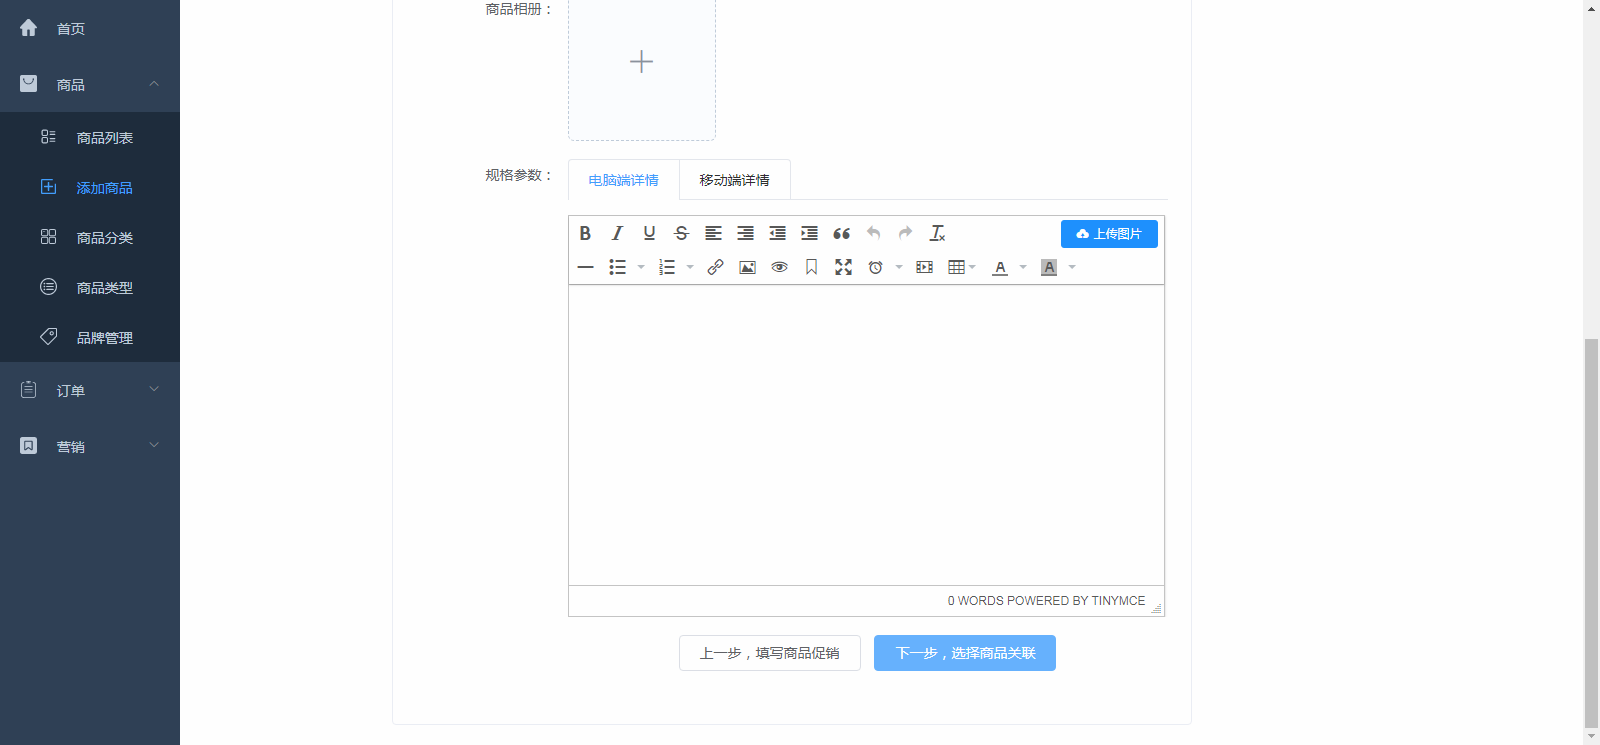 首页
商品
商品列表
添加商品
商品分类
商品类型
品牌管理
订单
营销
商品相册：
规格参数：
电脑端详情 移动端详情
上传图片
0 WORDS POWERED BY TINYMCE
上一步，填写商品促销 下一步，选择商品关联